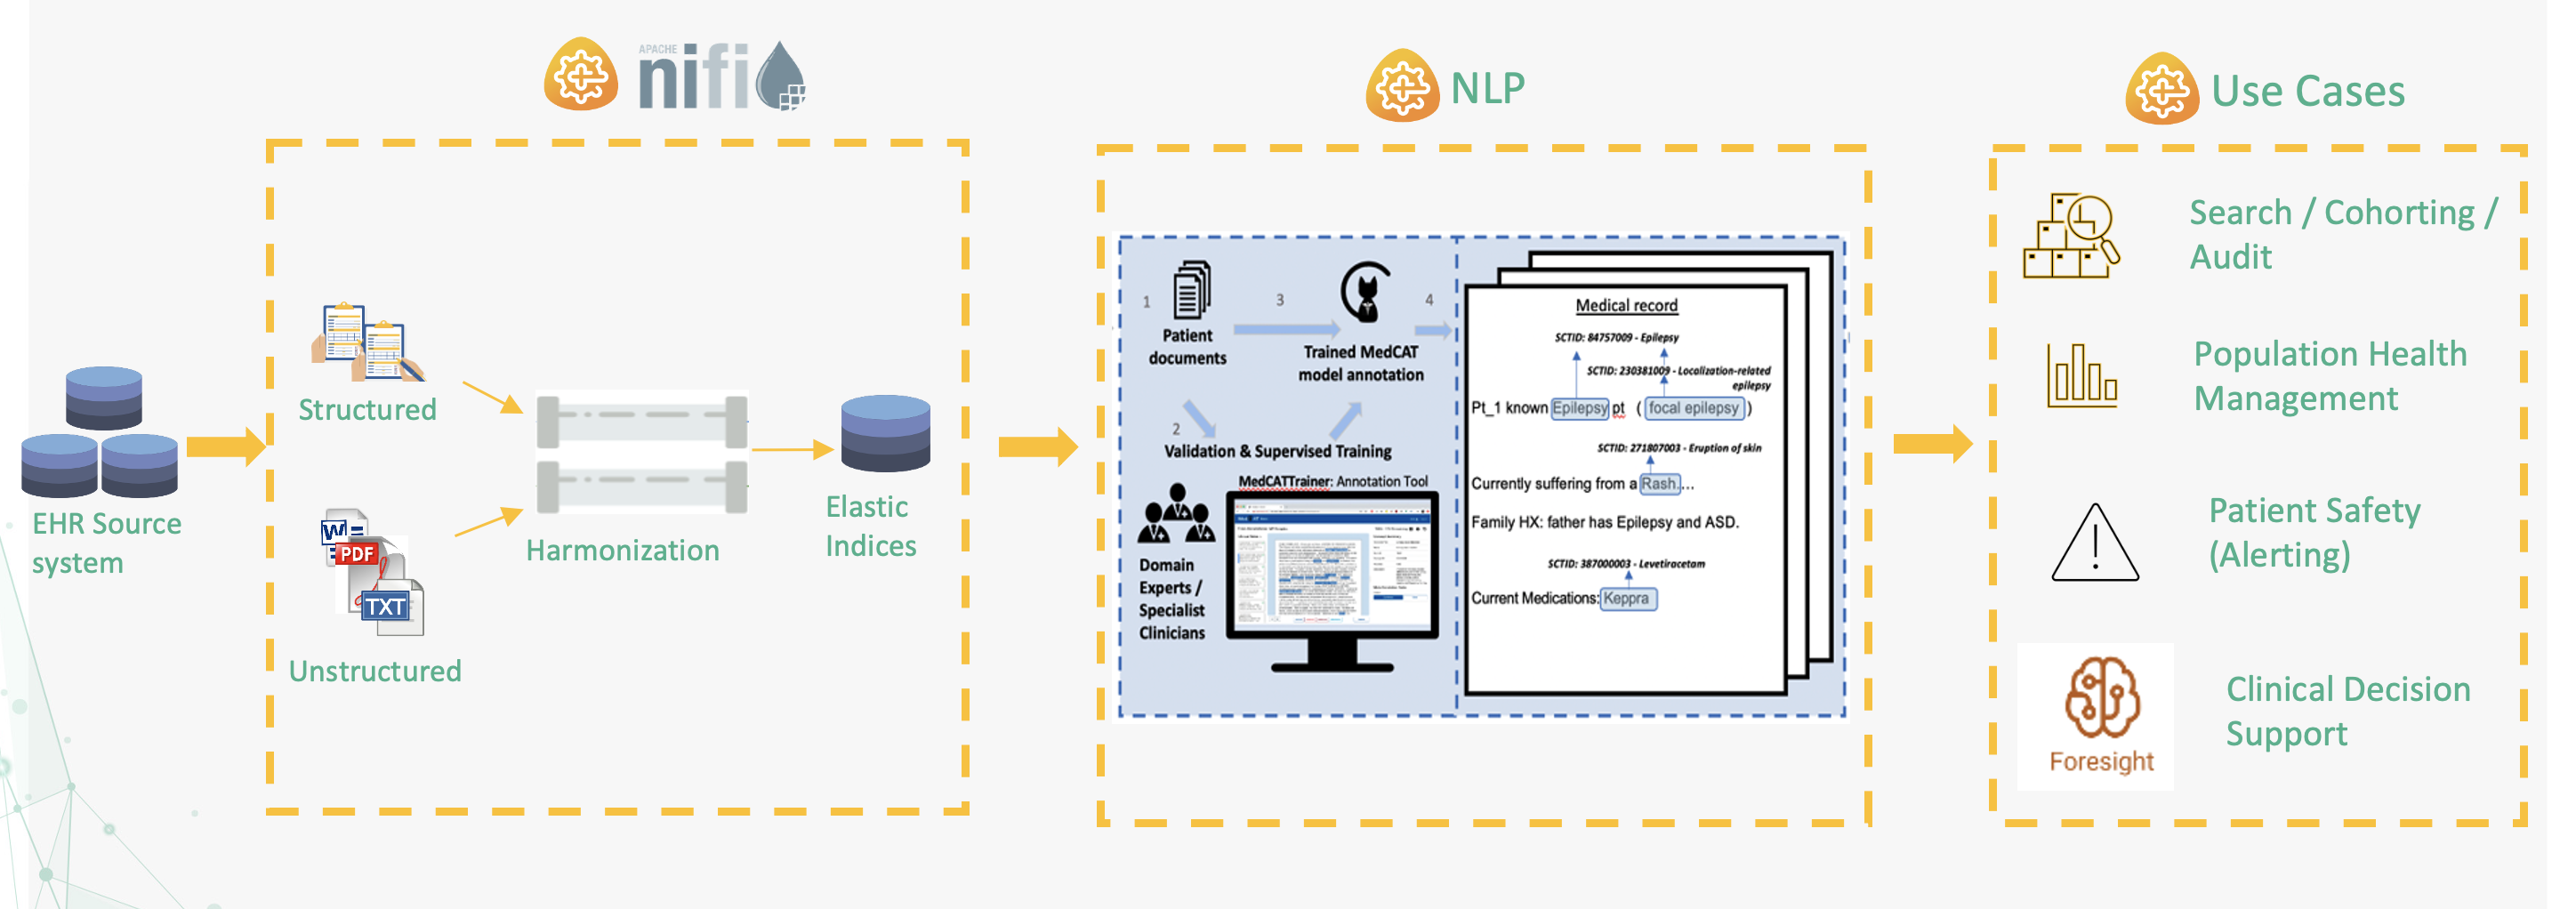 APACHE
nifi
NLP
Use Cases
EHR Source
system
Structured
W
PDF
TXT
Unstructured
Harmonization
Elastic
Indices
1
Patient
documents
3
Trained MedCAT
model annotation
4
2
Validation & Supervised Training
MedCATTrainer: Annotation Tool
Domain
Experts /
Specialist
Clinicians
Medical record
SCTID: 84757009 - Epilepsy
SCTID: 230381009 - Localization-related
epilepsy
Pt_1 known Epilepsy pt ( focal epilepsy )
SCTID: 271807003 - Eruption of skin
Currently suffering from a Rash....
Family HX: father has Epilepsy and ASD.
SCTID: 387000003 - Levetiracetam
Current Medications: Keppra
Search / Cohorting /
Audit
Population Health
Management
Patient Safety
(Alerting)
Foresight
Clinical Decision
Support